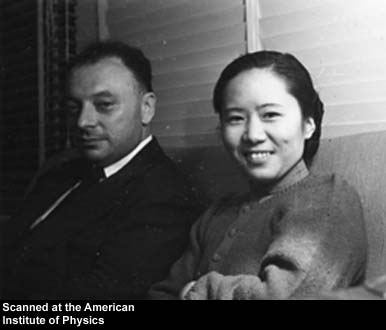 Scanned at the American
Institute of Physics